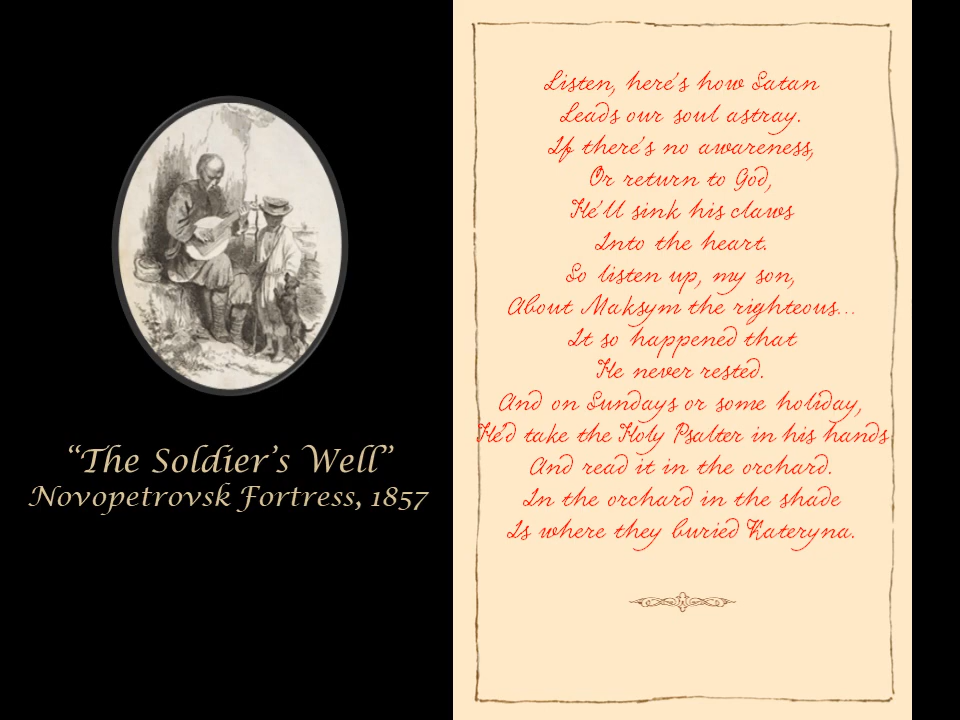 “The Soldier’s Well”
Novopetrovsk Fortress, 1857
Listen, here’s how Satan
Leads our soul astray.
If there’s no awareness,
Or return to God,
He’ll sink his claws
Into the heart.
So listen up, my son,
About Maksym the righteous...
It so happened that
He never rested.
And on Sundays or some holiday,
He’d take the Holy Psalter in his hands
And read it in the orchard.
In the orchard in the shade
Is where they buried Kateryna.